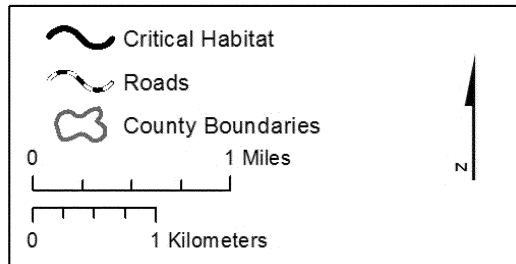 Critical Habitat
Roads
County Boundaries
0 1 Miles
0 1 Kilometers
N